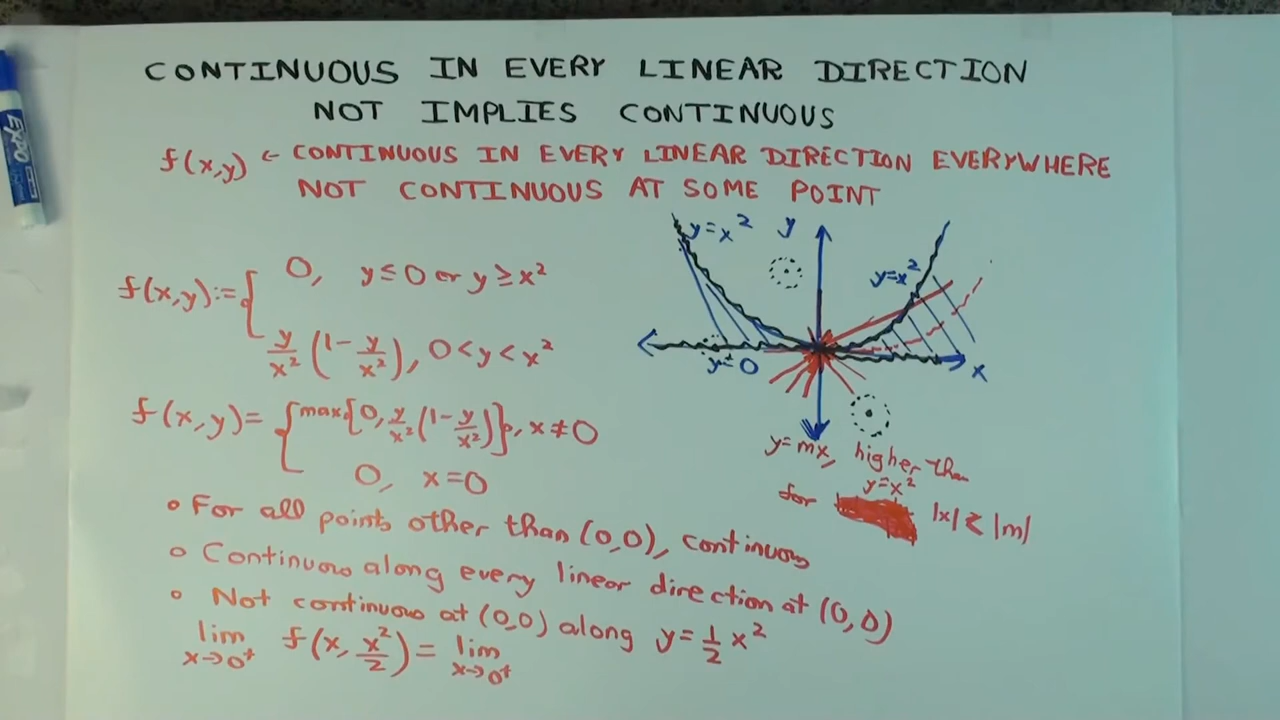 CONTINUOUS IN EVERY LINEAR DIRECTION
NOT IMPLIES CONTINUOUS
f(x,y) ← CONTINUOUS IN EVERY LINEAR DIRECTION EVERYWHERE
NOT CONTINUOUS AT SOME POINT
EXPO
y=x²
y
y=x²
y=0
x
f(x,y):={ 0, y≤0 or y≥x²
y/x² (1-y/x²), 0<y<x²
f(x,y)={ max{0, y/x² (1-y/x²)}, x≠0
0, x=0
y=mx, higher than
y=x²
for |x|<|m|
• For all points other than (0,0), continuous
• Continuous along every linear direction at (0,0)
• Not continuous at (0,0) along y=½x²
lim x→0⁺ f(x, x²/2) = lim x→0⁺